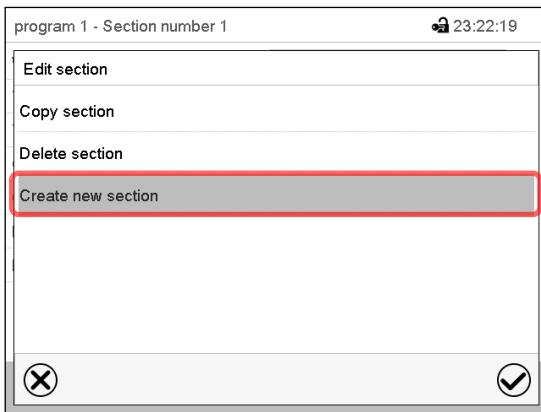 program 1 - Section number 1 23:22:19
Edit section
Copy section
Delete section
Create new section